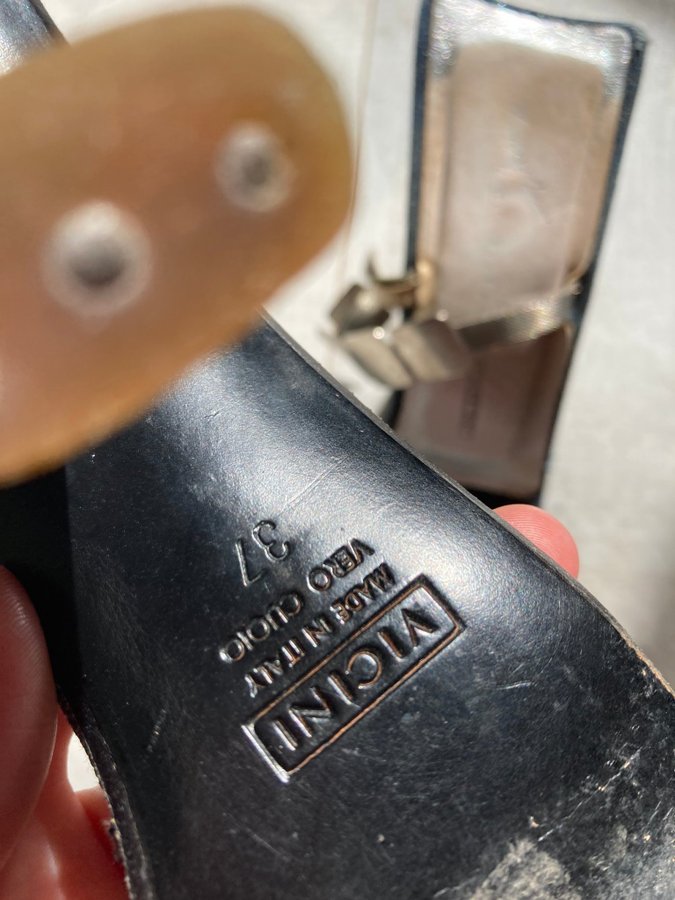 VICINI
MADE IN ITALY
VERO CUOIO
37